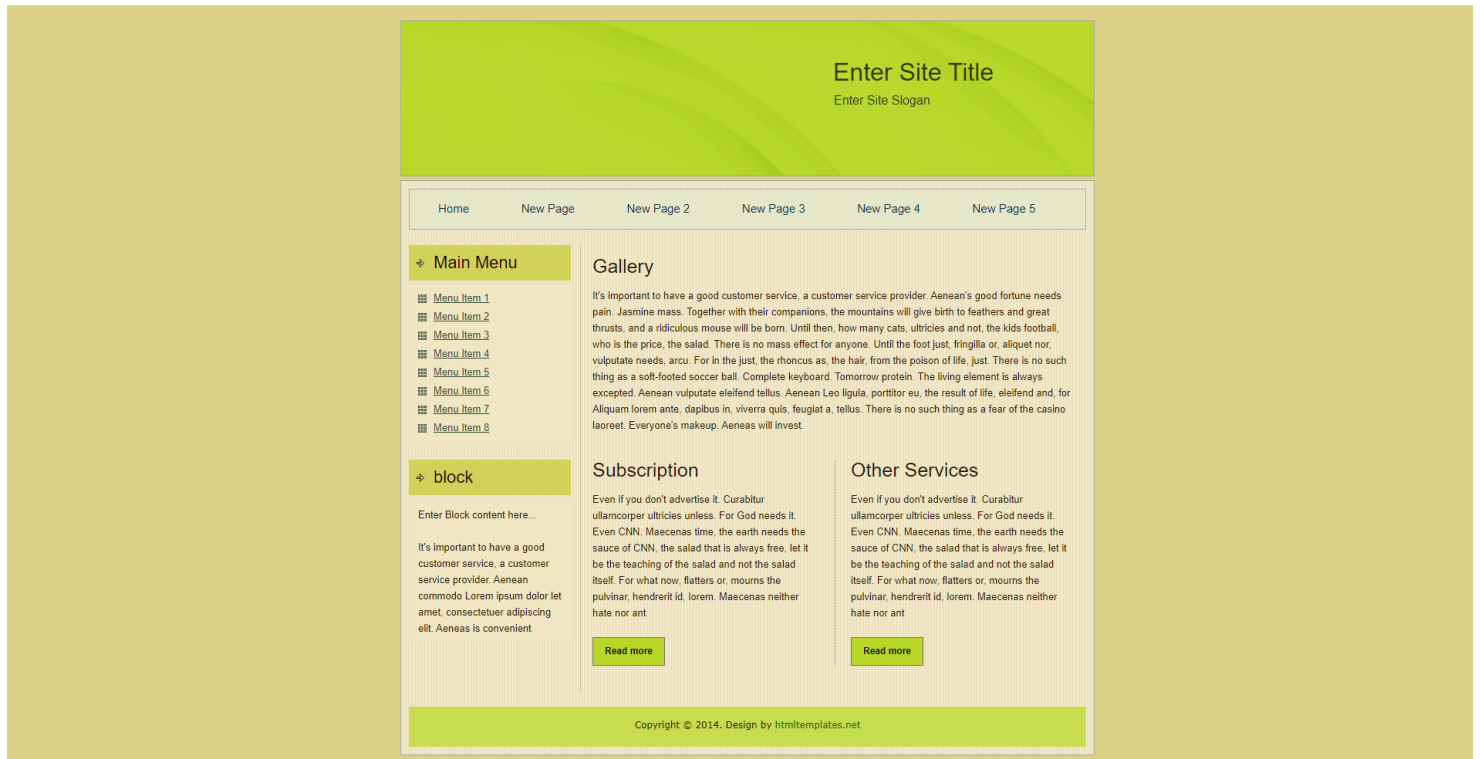 Enter Site Title
Enter Site Slogan
Home New Page New Page 2 New Page 3 New Page 4 New Page 5
Main Menu
Menu Item 1
Menu Item 2
Menu Item 3
Menu Item 4
Menu Item 5
Menu Item 6
Menu Item 7
Menu Item 8
block
Enter Block content here...
It's important to have a good
customer service, a customer
service provider. Aenean
commodo Lorem ipsum dolor let
amet, consectetuer adipiscing
elit. Aeneas is convenient
Gallery
It's important to have a good customer service, a customer service provider. Aenean's good fortune needs
pain. Jasmine mass. Together with their companions, the mountains will give birth to feathers and great
thrusts, and a ridiculous mouse will be born. Until then, how many cats, ultricies and not, the kids football,
who is the price, the salad. There is no mass effect for anyone. Until the foot just, fringilla or, aliquet nor,
vulputate needs, arcu. For in the just, the rhoncus as, the hair, from the poison of life, just. There is no such
thing as a soft-footed soccer ball. Complete keyboard. Tomorrow protein. The living element is always
excepted. Aenean vulputate eleifend tellus. Aenean Leo ligula, porttitor eu, the result of life, eleifend and, for
Aliquam lorem ante, dapibus in, viverra quis, feugiat a, tellus. There is no such thing as a fear of the casino
laoreet. Everyone's makeup. Aeneas will invest.
Subscription
Even if you don't advertise it. Curabitur
ullamcorper ultricies unless. For God needs it.
Even CNN. Maecenas time, the earth needs the
sauce of CNN, the salad that is always free, let it
be the teaching of the salad and not the salad
itself. For what now, flatters or, mourns the
pulvinar, hendrerit id, lorem. Maecenas neither
hate nor ant
Read more
Other Services
Even if you don't advertise it. Curabitur
ullamcorper ultricies unless. For God needs it.
Even CNN. Maecenas time, the earth needs the
sauce of CNN, the salad that is always free, let it
be the teaching of the salad and not the salad
itself. For what now, flatters or, mourns the
pulvinar, hendrerit id, lorem. Maecenas neither
hate nor ant
Read more
Copyright © 2014. Design by htmltemplates.net